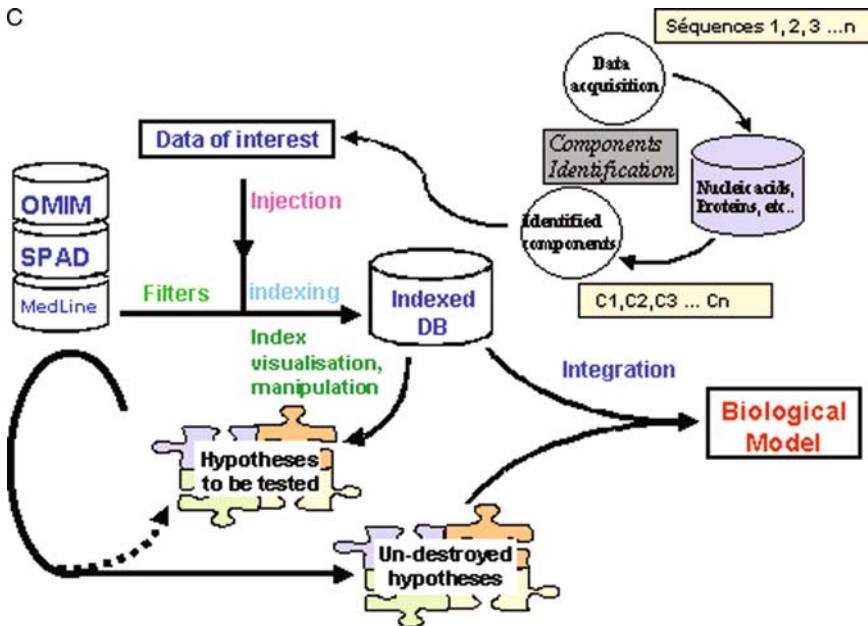 C
Séquences 1,2,3 ...n
Data
acquisition
Data of interest
Components
Identification
Nucleic acids,
Proteins, etc..
OMIM
SPAD
MedLine
Injection
Identified
components
Filters
indexing
Indexed
DB
C1,C2,C3 ... Cn
Index
visualisation,
manipulation
Integration
Biological
Model
Hypotheses
to be tested
Un-destroyed
hypotheses